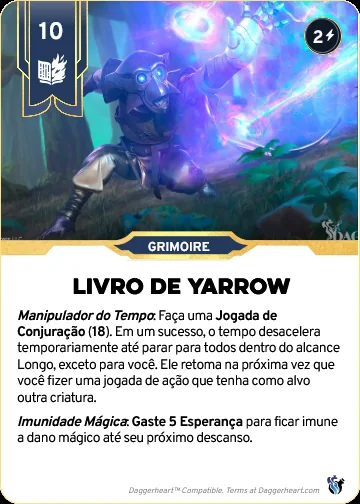 10
2
GRIMOIRE
LIVRO DE YARROW
Manipulador do Tempo: Faça uma Jogada de
Conjuração (18). Em um sucesso, o tempo desacelera
temporariamente até parar para todos dentro do alcance
Longo, exceto para você. Ele retoma na próxima vez que
você fizer uma jogada de ação que tenha como alvo
outra criatura.
Imunidade Mágica: Gaste 5 Esperança para ficar imune
a dano mágico até seu próximo descanso.
Daggerheart™ Compatible. Terms at Daggerheart.com